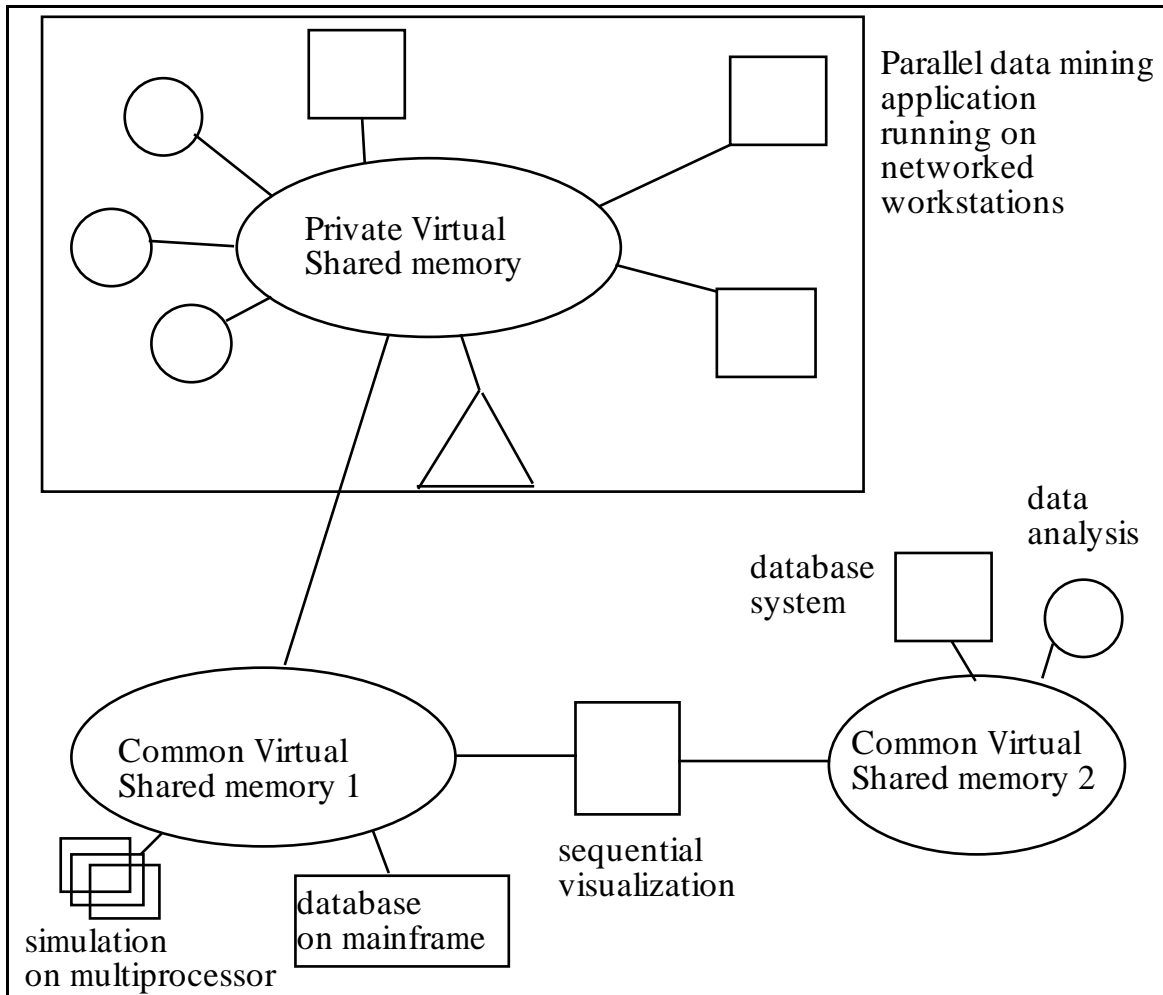 Parallel data mining
application
running on
networked
workstations
Private Virtual
Shared memory
data
analysis
database
system
Common Virtual
Shared memory 1
Common Virtual
Shared memory 2
sequential
visualization
database
on mainframe
simulation
on multiprocessor